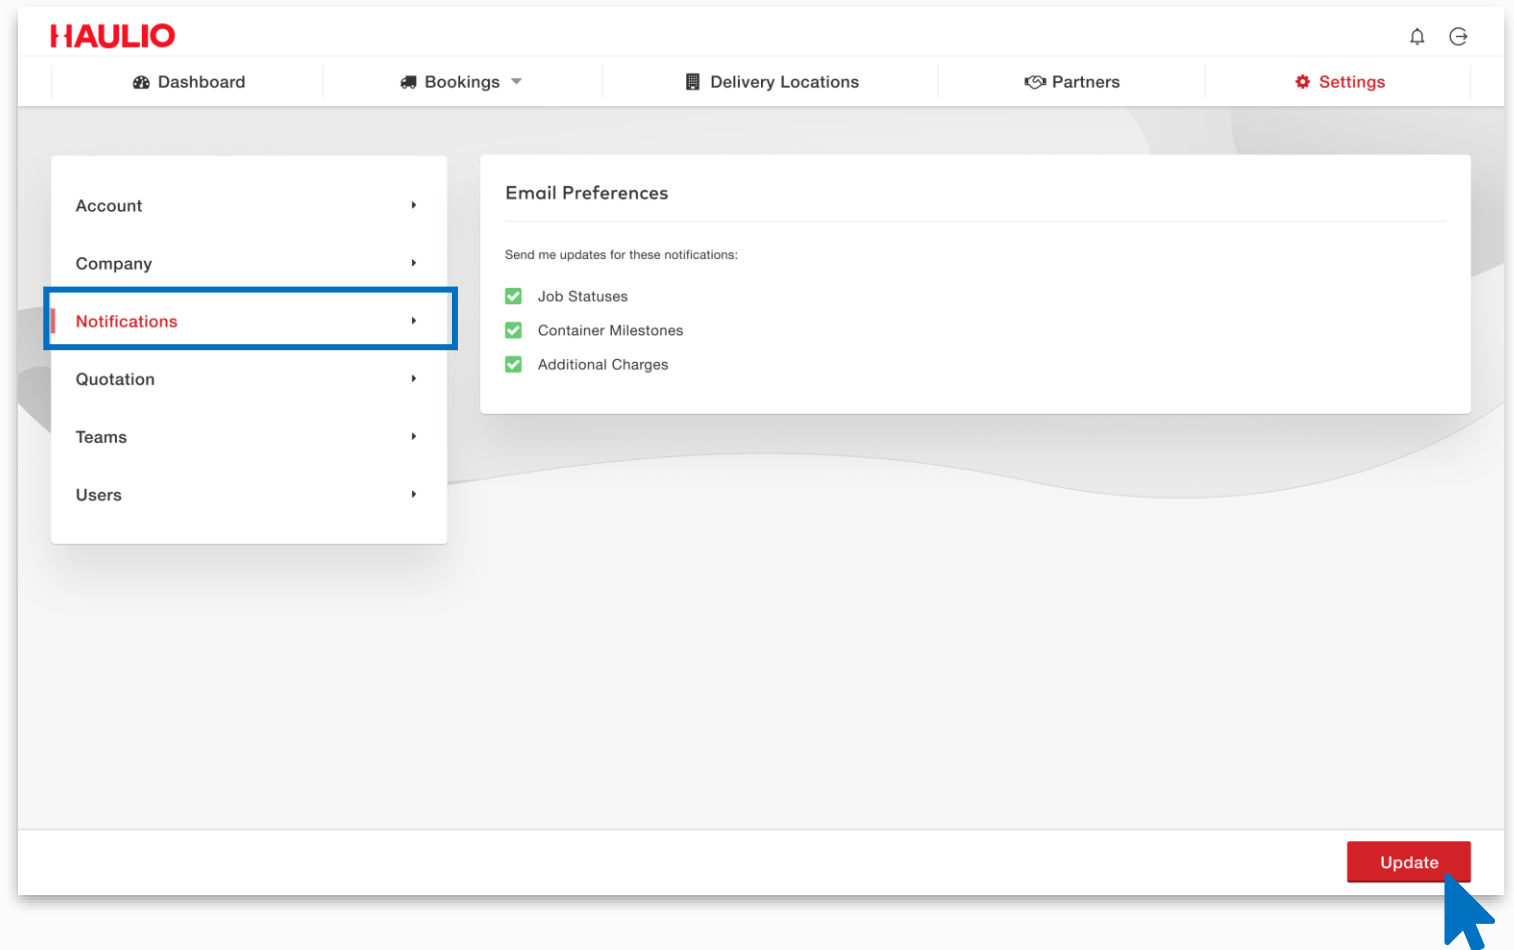 HAULIO
Dashboard
Bookings
Delivery Locations
Partners
Settings
Account
Company
Notifications
Quotation
Teams
Users
Email Preferences
Send me updates for these notifications:
Job Statuses
Container Milestones
Additional Charges
Update